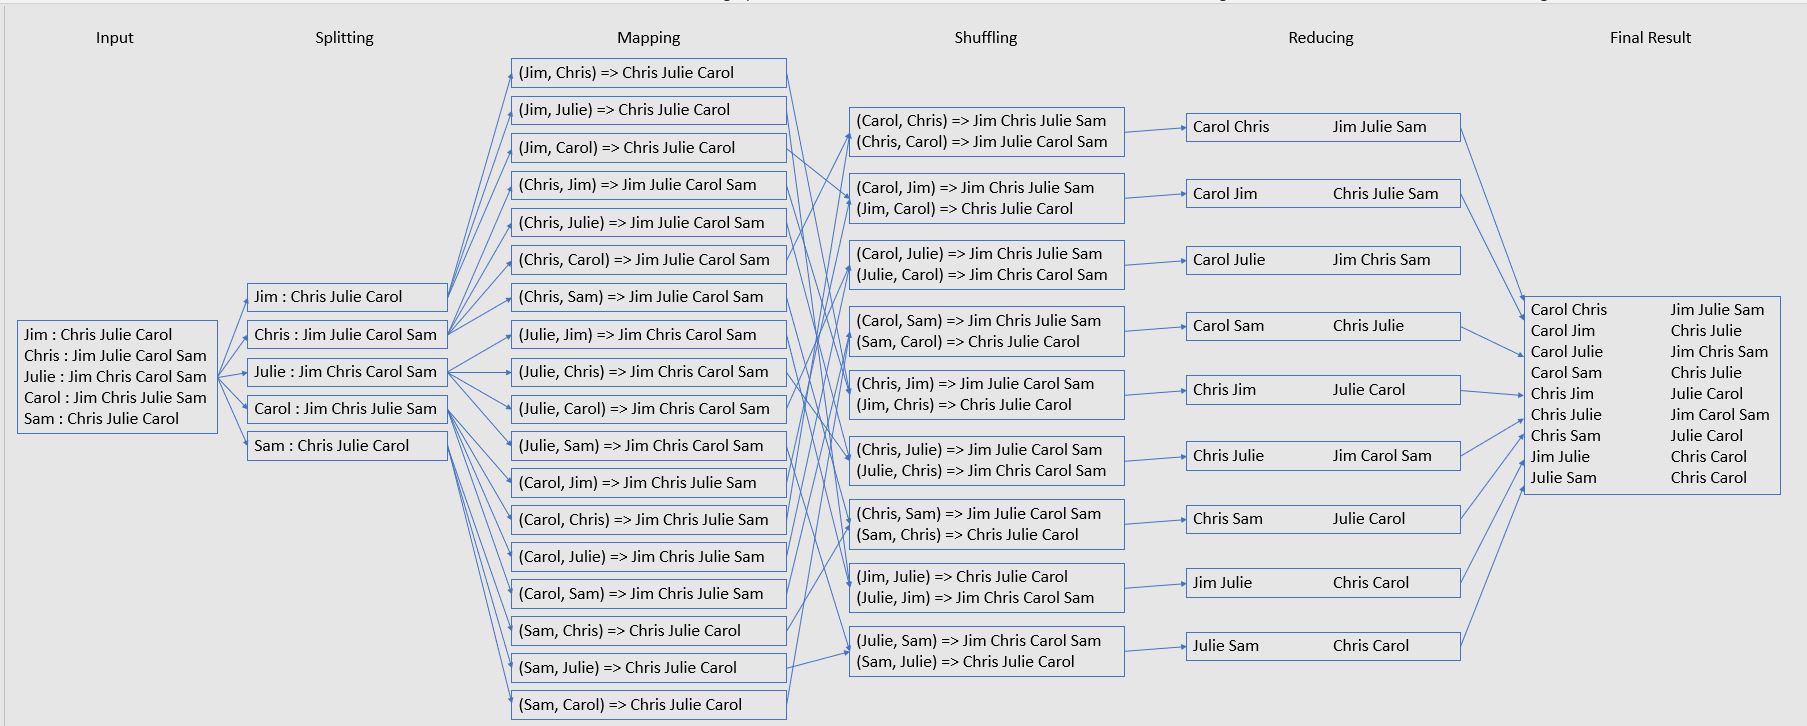 Input
Splitting
Mapping
Shuffling
Reducing
Final Result
Jim : Chris Julie Carol
Chris : Jim Julie Carol Sam
Julie : Jim Chris Carol Sam
Carol : Jim Chris Julie Sam
Sam : Chris Julie Carol
Jim : Chris Julie Carol
Chris : Jim Julie Carol Sam
Julie : Jim Chris Carol Sam
Carol : Jim Chris Julie Sam
Sam : Chris Julie Carol
(Jim, Chris) => Chris Julie Carol
(Jim, Julie) => Chris Julie Carol
(Jim, Carol) => Chris Julie Carol
(Chris, Jim) => Jim Julie Carol Sam
(Chris, Julie) => Jim Julie Carol Sam
(Chris, Carol) => Jim Julie Carol Sam
(Chris, Sam) => Jim Julie Carol Sam
(Julie, Jim) => Jim Chris Carol Sam
(Julie, Chris) => Jim Chris Carol Sam
(Julie, Carol) => Jim Chris Carol Sam
(Julie, Sam) => Jim Chris Carol Sam
(Carol, Jim) => Jim Chris Julie Sam
(Carol, Chris) => Jim Chris Julie Sam
(Carol, Julie) => Jim Chris Julie Sam
(Carol, Sam) => Jim Chris Julie Sam
(Sam, Chris) => Chris Julie Carol
(Sam, Julie) => Chris Julie Carol
(Sam, Carol) => Chris Julie Carol
(Carol, Chris) => Jim Chris Julie Sam
(Chris, Carol) => Jim Julie Carol Sam
(Carol, Jim) => Jim Chris Julie Sam
(Jim, Carol) => Chris Julie Carol
(Carol, Julie) => Jim Chris Julie Sam
(Julie, Carol) => Jim Chris Carol Sam
(Carol, Sam) => Jim Chris Julie Sam
(Sam, Carol) => Chris Julie Carol
(Chris, Jim) => Jim Julie Carol Sam
(Jim, Chris) => Chris Julie Carol
(Chris, Julie) => Jim Julie Carol Sam
(Julie, Chris) => Jim Chris Carol Sam
(Chris, Sam) => Jim Julie Carol Sam
(Sam, Chris) => Chris Julie Carol
(Jim, Julie) => Chris Julie Carol
(Julie, Jim) => Jim Chris Carol Sam
(Julie, Sam) => Jim Chris Carol Sam
(Sam, Julie) => Chris Julie Carol
Carol Chris Jim Julie Sam
Carol Jim Chris Julie Sam
Carol Julie Jim Chris Sam
Carol Sam Chris Julie
Chris Jim Julie Carol
Chris Julie Jim Carol Sam
Chris Sam Julie Carol
Jim Julie Chris Carol
Julie Sam Chris Carol
Carol Chris Jim Julie Sam
Carol Jim Chris Julie
Carol Julie Jim Chris Sam
Carol Sam Chris Julie
Chris Jim Julie Carol
Chris Julie Jim Carol Sam
Chris Sam Julie Carol
Jim Julie Chris Carol
Julie Sam Chris Carol